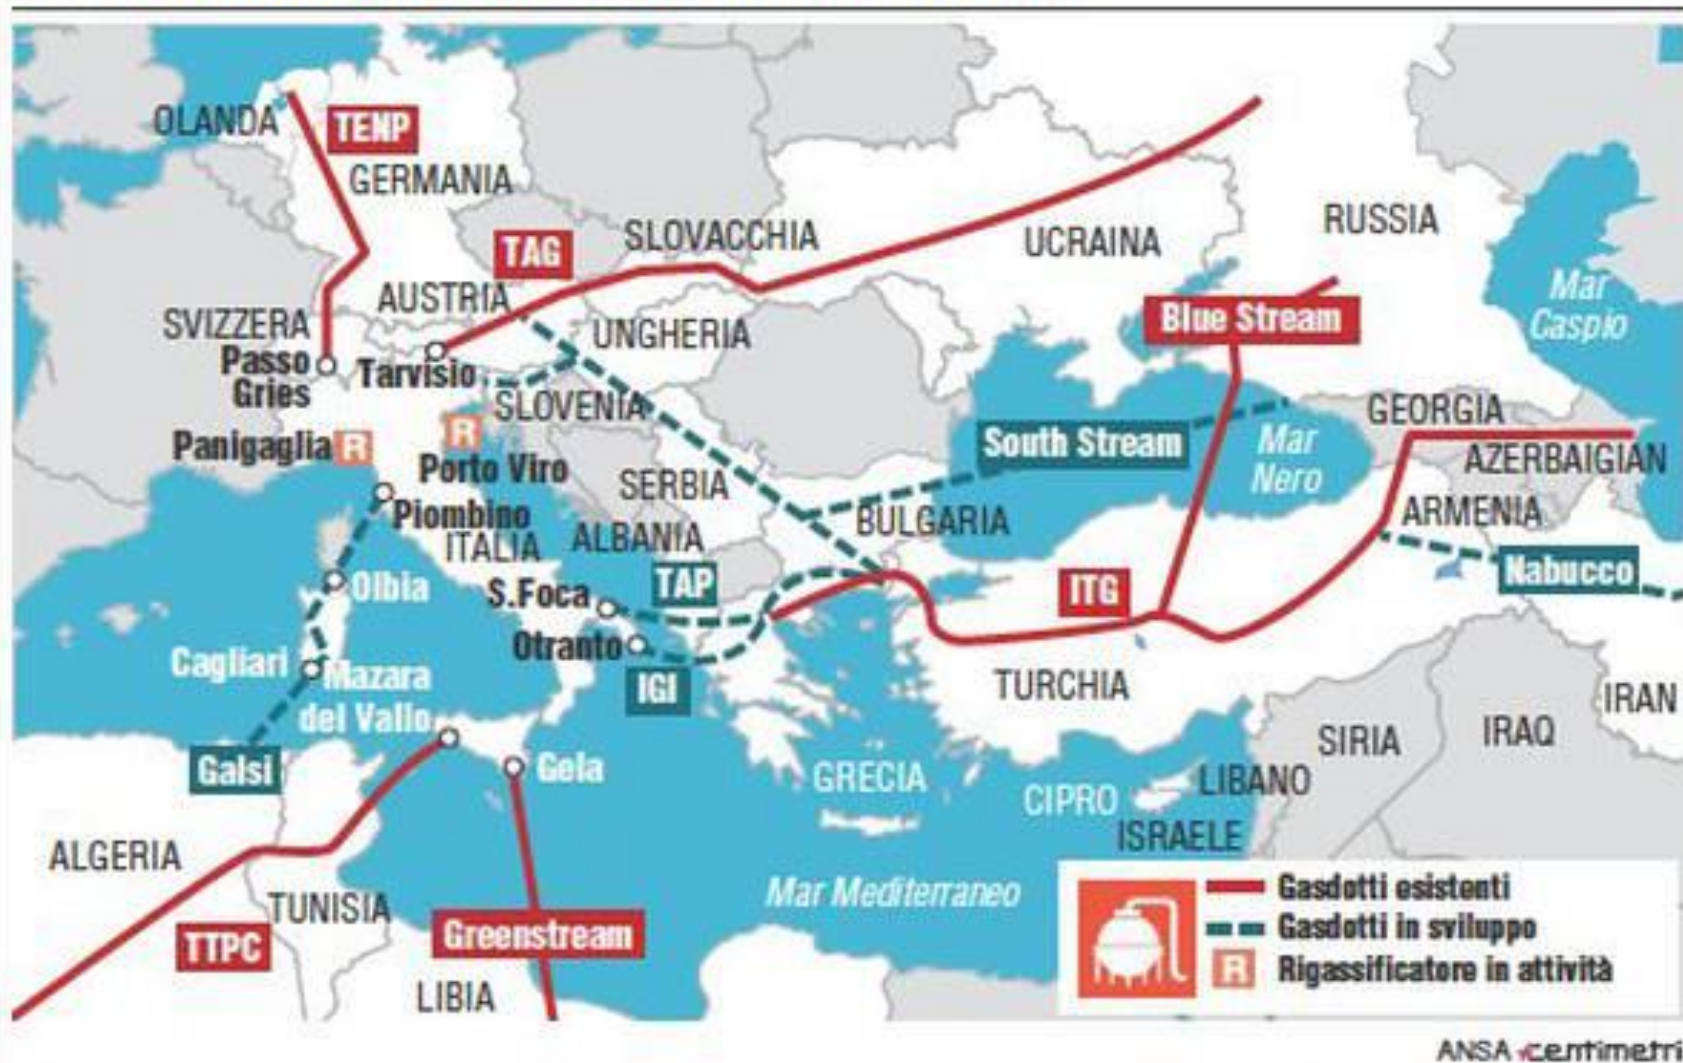 OLANDA
TENP
GERMANIA
TAG
SLOVACCHIA
UCRAINA
RUSSIA
Mar
Caspio
AUSTRIA
SVIZZERA
UNGHERIA
Blue Stream
Passo
Gries
Tarvisio
SLOVENIA
GEORGIA
Panigaglia R
R
Porto Viro
South Stream
Mar
Nero
AZERBAIGIAN
SERBIA
Piombino
ITALIA
ALBANIA
BULGARIA
ARMENIA
Olbia
S.Foca
TAP
ITG
Nabucco
Otranto
Cagliari
Mazara
del Vallo
IGI
TURCHIA
IRAN
SIRIA
IRAQ
Galsi
Gela
GRECIA
CIPRO
LIBANO
ISRAELE
ALGERIA
TUNISIA
Mar Mediterraneo
TTPC
Greenstream
LIBIA
Gasdotti esistenti
Gasdotti in sviluppo
R Rigassificatore in attività
ANSA centimetri